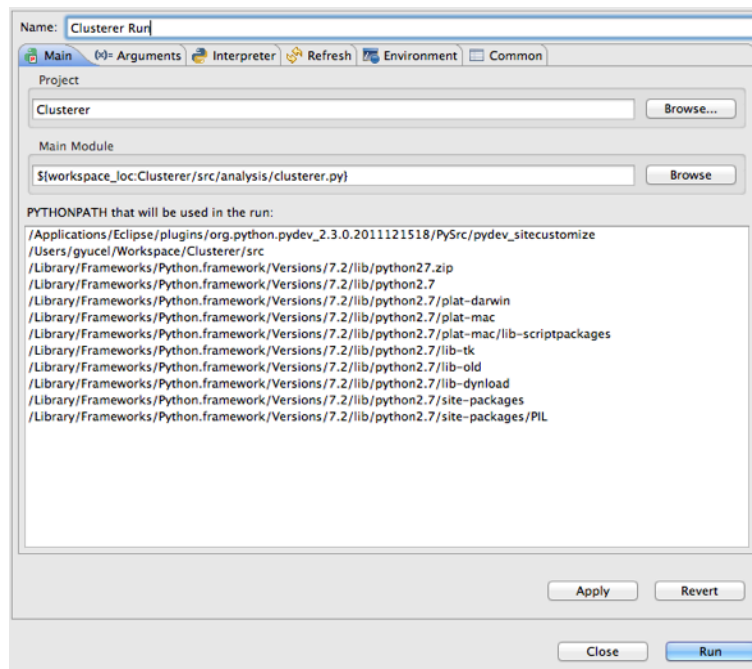 Name: Clusterer Run
Main (x)= Arguments Interpreter Refresh Environment Common
Project
Clusterer Browse...
Main Module
${workspace_loc:Clusterer/src/analysis/clusterer.py} Browse
PYTHONPATH that will be used in the run:
/Applications/Eclipse/plugins/org.python.pydev_2.3.0.2011121518/PySrc/pydev_sitecustomize
/Users/gyucel/Workspace/Clusterer/src
/Library/Frameworks/Python.framework/Versions/7.2/lib/python27.zip
/Library/Frameworks/Python.framework/Versions/7.2/lib/python2.7
/Library/Frameworks/Python.framework/Versions/7.2/lib/python2.7/plat-darwin
/Library/Frameworks/Python.framework/Versions/7.2/lib/python2.7/plat-mac
/Library/Frameworks/Python.framework/Versions/7.2/lib/python2.7/plat-mac/lib-scriptpackages
/Library/Frameworks/Python.framework/Versions/7.2/lib/python2.7/lib-tk
/Library/Frameworks/Python.framework/Versions/7.2/lib/python2.7/lib-old
/Library/Frameworks/Python.framework/Versions/7.2/lib/python2.7/lib-dynload
/Library/Frameworks/Python.framework/Versions/7.2/lib/python2.7/site-packages
/Library/Frameworks/Python.framework/Versions/7.2/lib/python2.7/site-packages/PIL
Apply Revert
Close Run